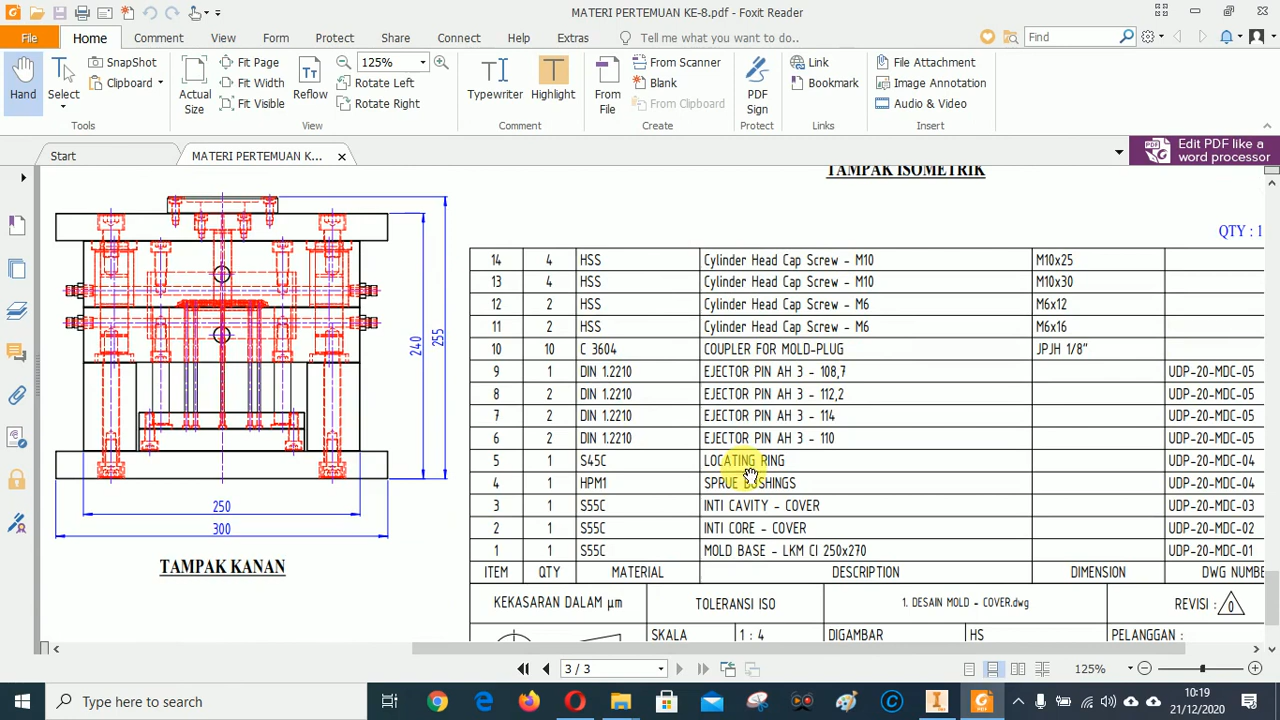 MATERI PERTEMUAN KE-8.pdf - Foxit Reader
File Home Comment View Form Protect Share Connect Help Extras Tell me what you want to do.. Find
Hand
Select
SnapShot
Clipboard
Tools
Actual Size
Fit Page
Fit Width
Fit Visible
Reflow
125%
Rotate Left
Rotate Right
View
Typewriter
Highlight
Comment
From File
From Scanner
Blank
From Clipboard
Create
PDF Sign
Protect
Link
Bookmark
Links
File Attachment
Image Annotation
Audio & Video
Insert
Start
MATERI PERTEMUAN K...
Edit PDF like a word processor
TAMPAK ISOMETRIK
QTY : 1
240
255
250
300
TAMPAK KANAN
14 4 HSS Cylinder Head Cap Screw - M10 M10x25
13 4 HSS Cylinder Head Cap Screw - M10 M10x30
12 2 HSS Cylinder Head Cap Screw - M6 M6x12
11 2 HSS Cylinder Head Cap Screw - M6 M6x16
10 10 C 3604 COUPLER FOR MOLD-PLUG JPJH 1/8"
9 1 DIN 1.2210 EJECTOR PIN AH 3 - 108,7 UDP-20-MDC-05
8 2 DIN 1.2210 EJECTOR PIN AH 3 - 112,2 UDP-20-MDC-05
7 2 DIN 1.2210 EJECTOR PIN AH 3 - 114 UDP-20-MDC-05
6 2 DIN 1.2210 EJECTOR PIN AH 3 - 110 UDP-20-MDC-05
5 1 S45C LOCATING RING UDP-20-MDC-04
4 1 HPM1 SPRUE BUSHINGS UDP-20-MDC-04
3 1 S55C INTI CAVITY - COVER UDP-20-MDC-03
2 1 S55C INTI CORE - COVER UDP-20-MDC-02
1 1 S55C MOLD BASE - LKM CI 250x270 UDP-20-MDC-01
ITEM QTY MATERIAL DESCRIPTION DIMENSION DWG NUMBE
KEKASARAN DALAM µm TOLERANSI ISO 1. DESAIN MOLD - COVER.dwg REVISI : 0
SKALA 1 : 4 DIGAMBAR HS PELANGGAN :
3 / 3
125%
Type here to search
10:19
21/12/2020